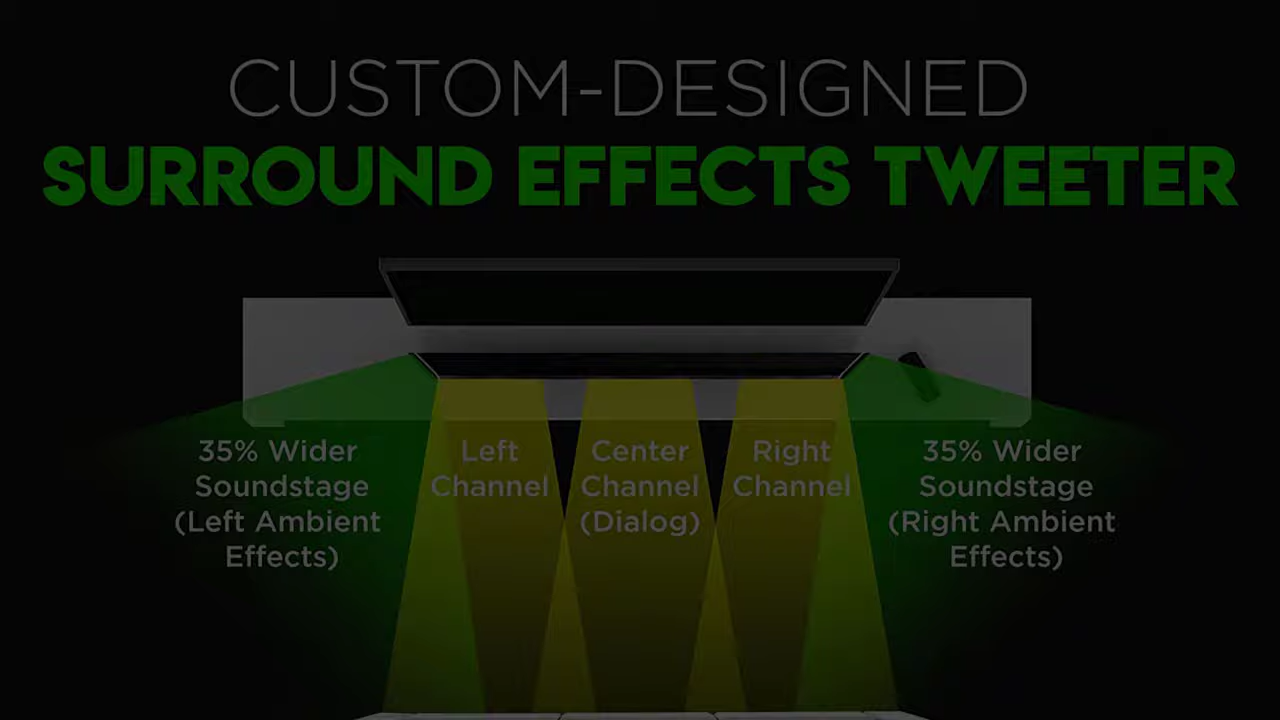 CUSTOM-DESIGNED
SURROUND EFFECTS TWEETER
35% Wider
Soundstage
(Left Ambient
Effects)
Left
Channel
Center
Channel
(Dialog)
Right
Channel
35% Wider
Soundstage
(Right Ambient
Effects)